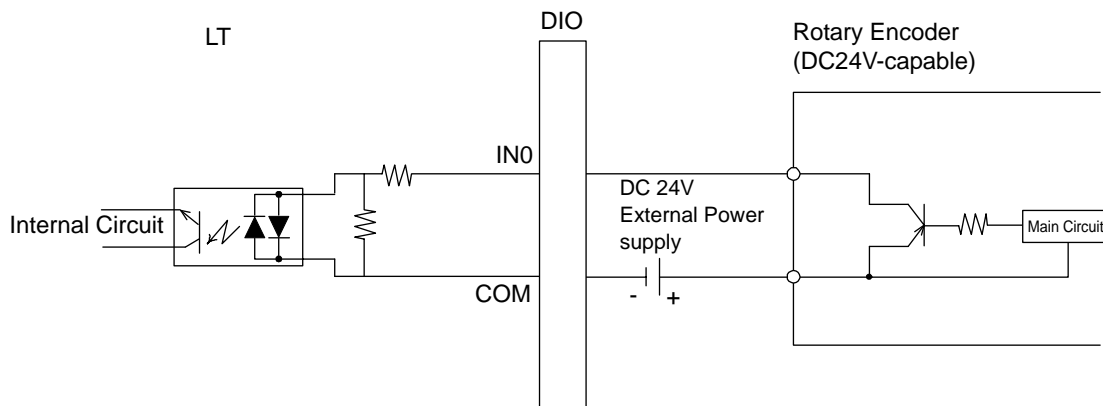 DIO
LT
Rotary Encoder
(DC24V-capable)
IN0
DC 24V
External Power
supply
Internal Circuit
Main Circuit
COM
- +